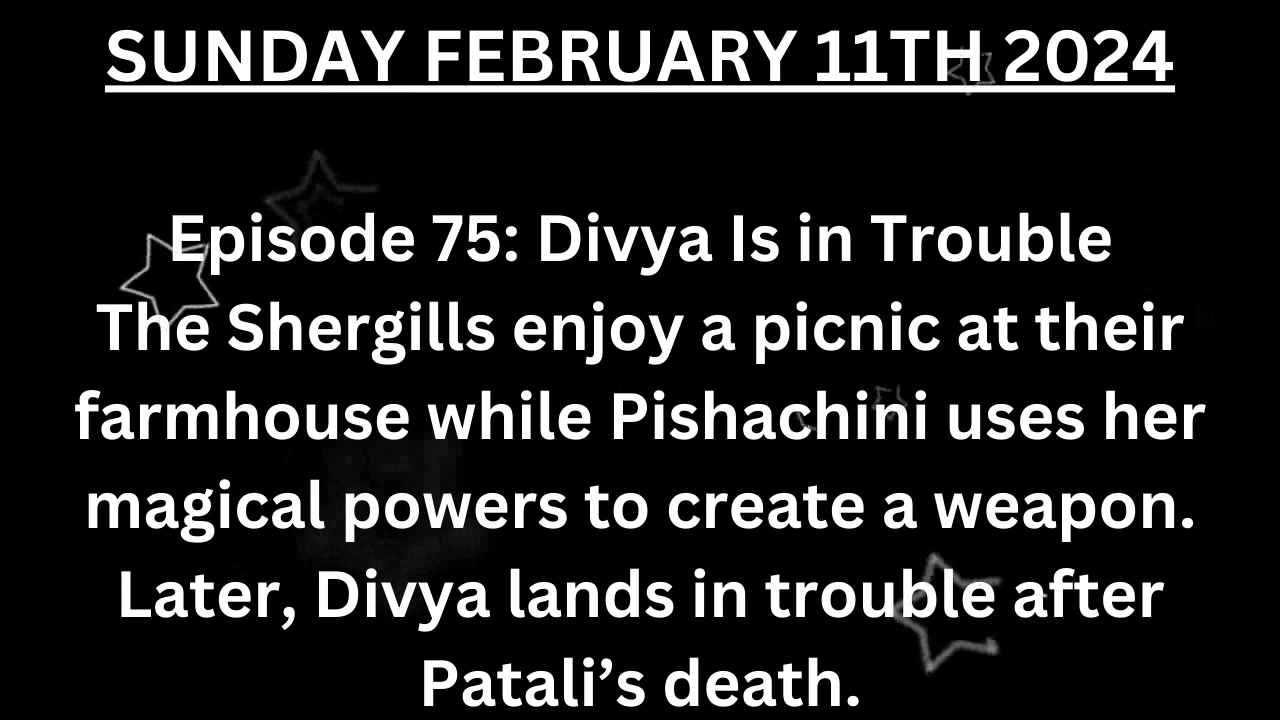 SUNDAY FEBRUARY 11TH 2024
Episode 75: Divya Is in Trouble
The Shergills enjoy a picnic at their
farmhouse while Pishachini uses her
magical powers to create a weapon.
Later, Divya lands in trouble after
Patali’s death.